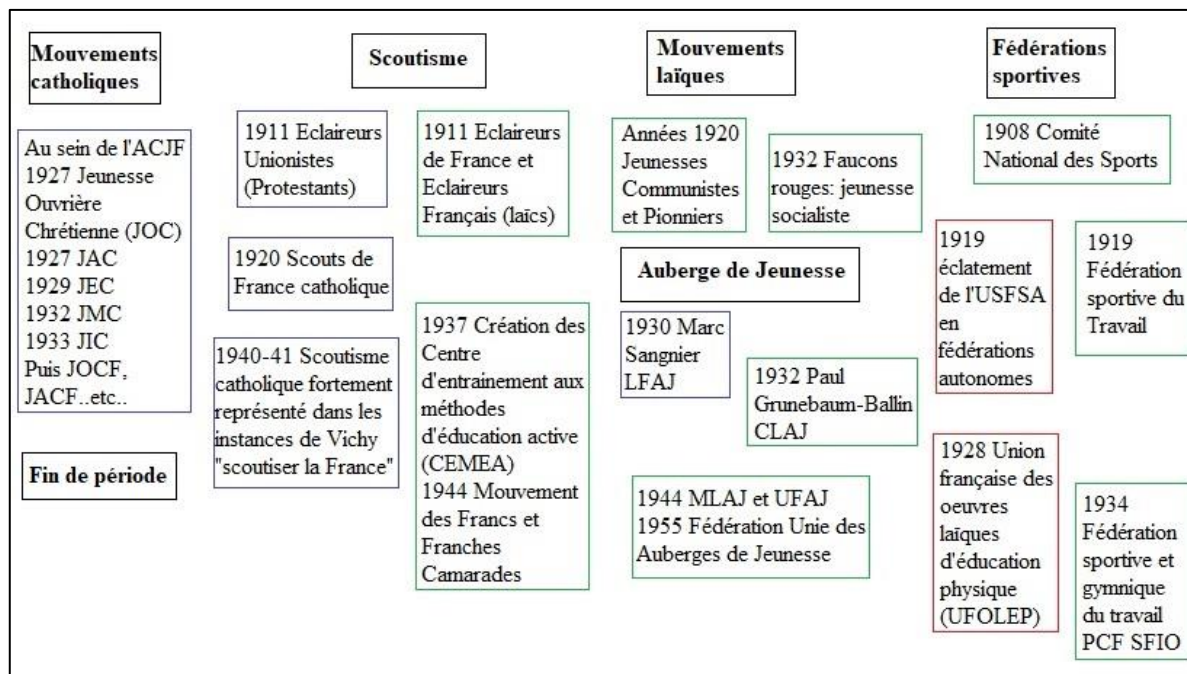 Mouvements
catholiques
Scoutisme
Mouvements
laïques
Fédérations
sportives
Au sein de l'ACJF
1927 Jeunesse
Ouvrière
Chrétienne (JOC)
1927 JAC
1929 JEC
1932 JMC
1933 JIC
Puis JOCF,
JACF..etc..
Fin de période
1911 Eclaireurs
Unionistes
(Protestants)
1920 Scouts de
France catholique
1940-41 Scoutisme
catholique fortement
représenté dans les
instances de Vichy
"scoutiser la France"
1911 Eclaireurs
de France et
Eclaireurs
Français (laïcs)
1937 Création des
Centre
d'entrainement aux
méthodes
d'éducation active
(CEMEA)
1944 Mouvement
des Francs et
Franches
Camarades
Années 1920
Jeunesses
Communistes
et Pionniers
1932 Faucons
rouges: jeunesse
socialiste
Auberge de Jeunesse
1930 Marc
Sangnier
LFAJ
1932 Paul
Grunebaum-Ballin
CLAJ
1944 MLAJ et UFAJ
1955 Fédération Unie des
Auberges de Jeunesse
1908 Comité
National des Sports
1919
éclatement
de l'USFSA
en
fédérations
autonomes
1919
Fédération
sportive du
Travail
1928 Union
française des
oeuvres
laïques
d'éducation
physique
(UFOLEP)
1934
Fédération
sportive et
gymnique
du travail
PCF SFIO